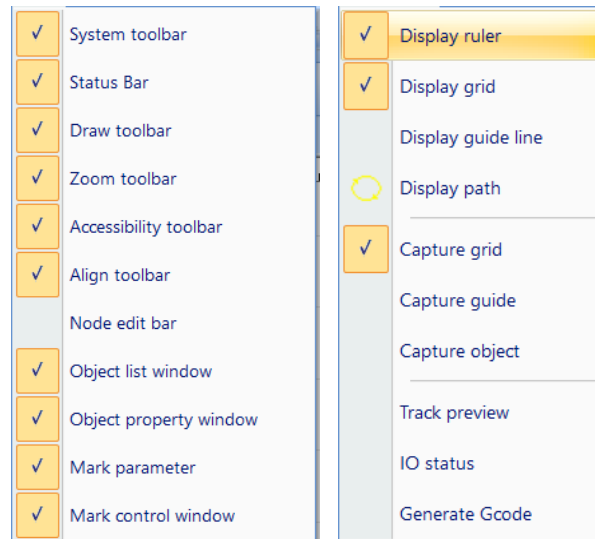 System toolbar
Status Bar
Draw toolbar
Zoom toolbar
Accessibility toolbar
Align toolbar
Node edit bar
Object list window
Object property window
Mark parameter
Mark control window
Display ruler
Display grid
Display guide line
Display path
Capture grid
Capture guide
Capture object
Track preview
IO status
Generate Gcode